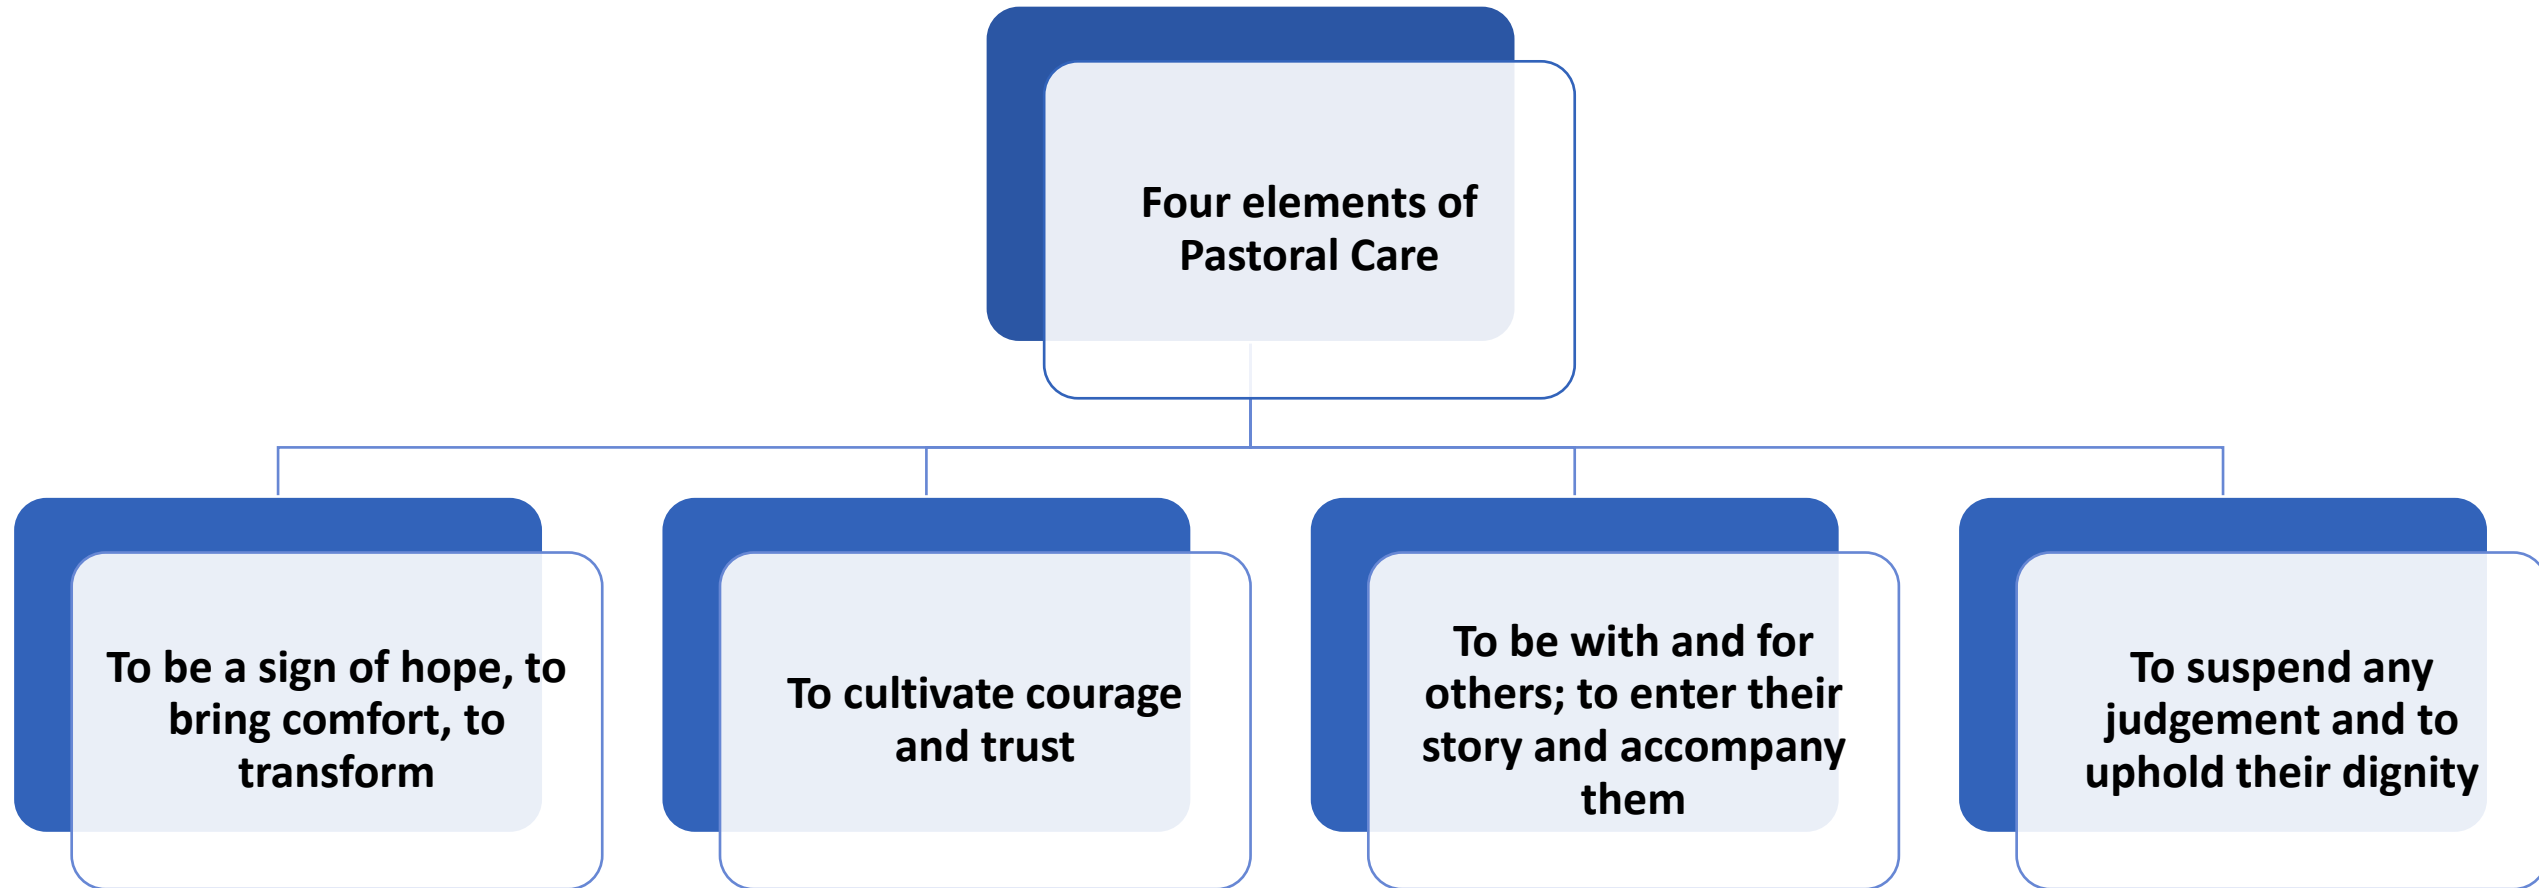 Four elements of
Pastoral Care
To be a sign of hope, to
bring comfort, to
transform
To cultivate courage
and trust
To be with and for
others; to enter their
story and accompany
them
To suspend any
judgement and to
uphold their dignity